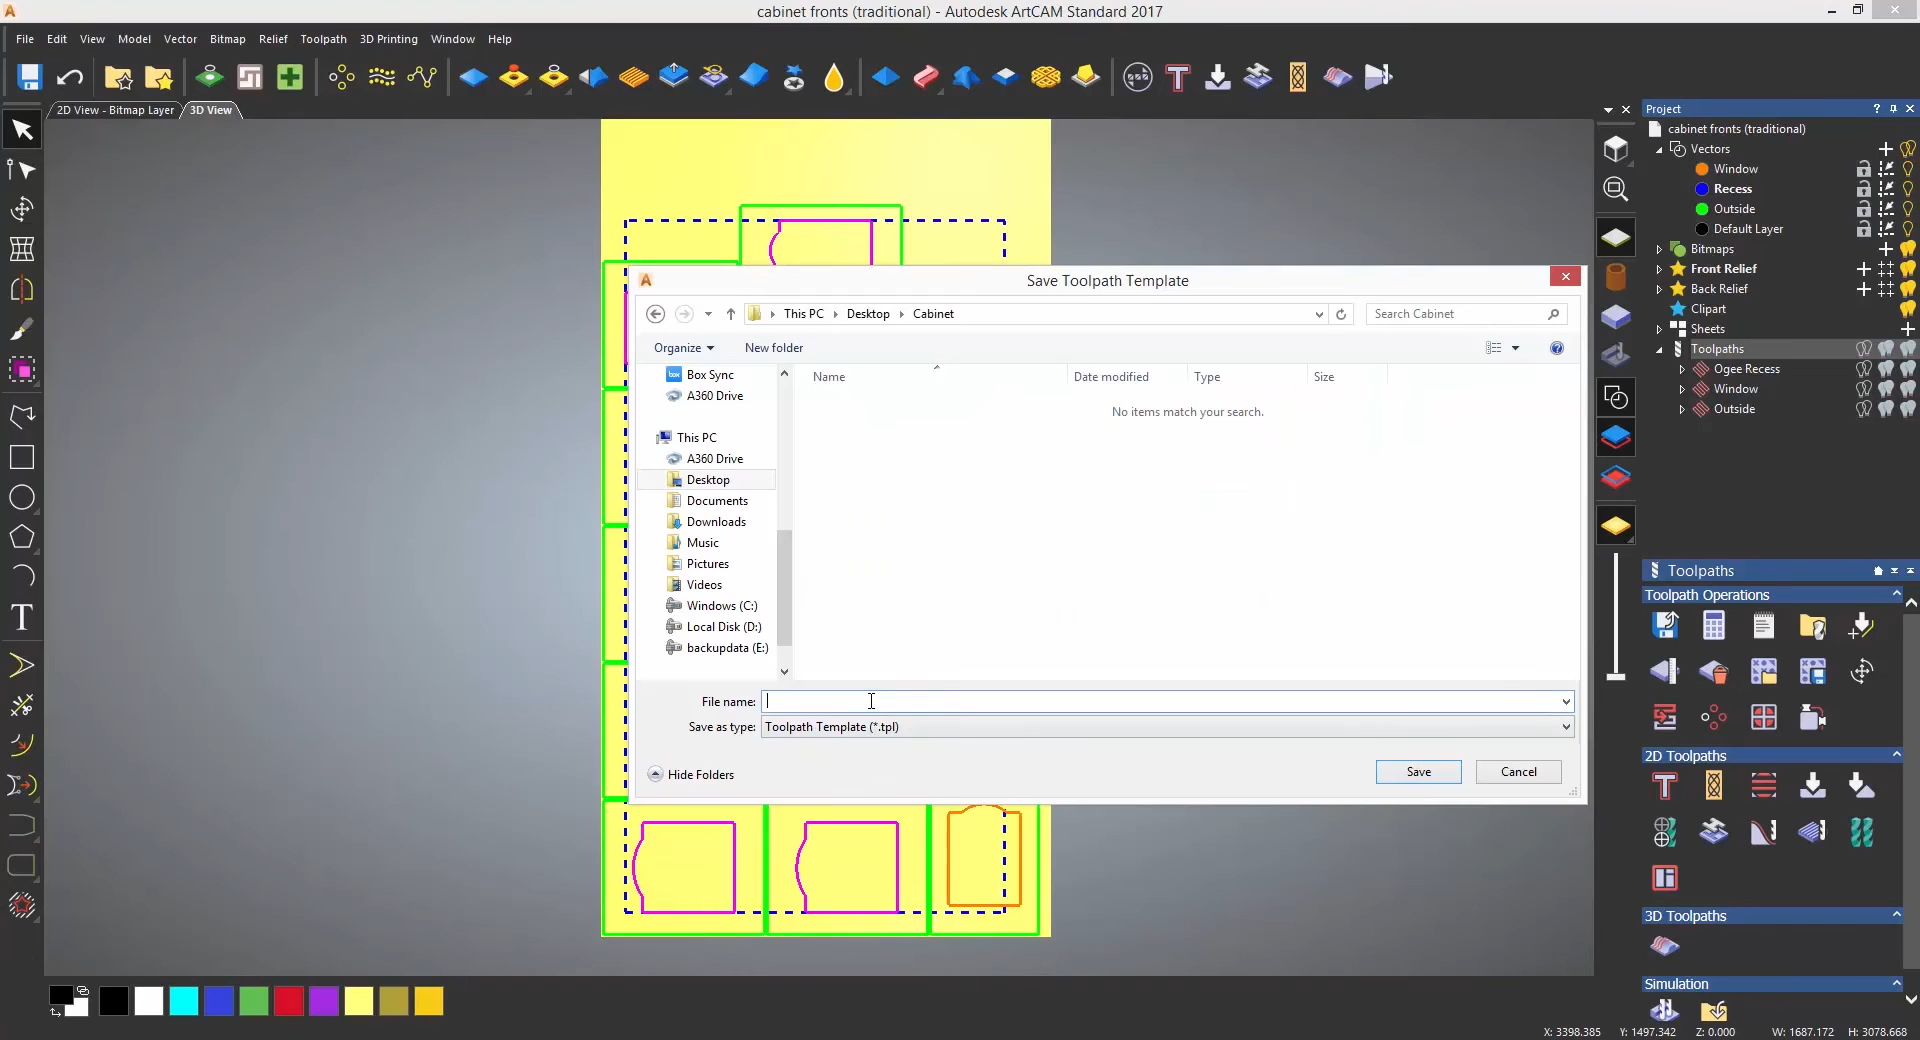 cabinet fronts (traditional) - Autodesk ArtCAM Standard 2017
File Edit View Model Vector Bitmap Relief Toolpath 3D Printing Window Help
2D View - Bitmap Layer 3D View
Project
cabinet fronts (traditional)
Vectors
Window
Recess
Outside
Default Layer
Bitmaps
Front Relief
Back Relief
Clipart
Sheets
Toolpaths
Ogee Recess
Window
Outside
Save Toolpath Template
This PC Desktop Cabinet
Search Cabinet
Organize New folder
Name Date modified Type Size
No items match your search.
Box Sync
A360 Drive
This PC
A360 Drive
Desktop
Documents
Downloads
Music
Pictures
Videos
Windows (C:)
Local Disk (D:)
backupdata (E:)
File name:
Save as type: Toolpath Template (*.tpl)
Hide Folders
Save
Cancel
Toolpaths
Toolpath Operations
2D Toolpaths
3D Toolpaths
Simulation
X: 3398.385 Y: 1497.342 Z: 0.000 W: 1687.172 H: 3078.668